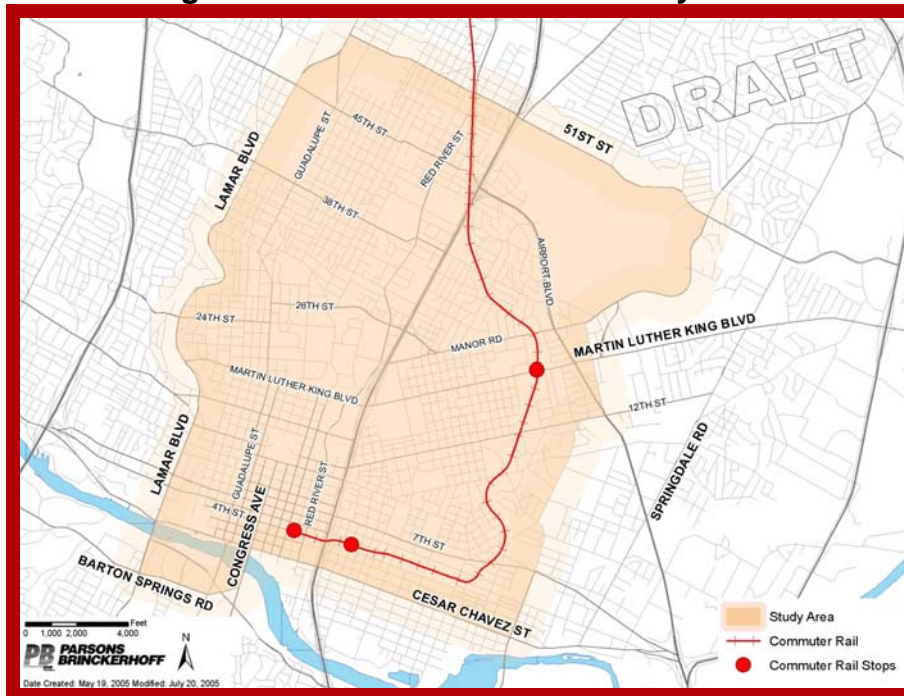 DRAFT
51ST ST
45TH ST
GUADALUPE ST
RED RIVER ST
LAMAR BLVD
38TH ST
AIRPORT BLVD
26TH ST
24TH ST
MANOR RD
MARTIN LUTHER KING BLVD
MARTIN LUTHER KING BLVD
12TH ST
LAMAR BLVD
GUADALUPE ST
RED RIVER ST
SPRINGDALE RD
4TH ST
CONGRESS AVE
7TH ST
BARTON SPRINGS RD
CESAR CHAVEZ ST
Feet
0 1,000 2,000 4,000
N
PB PARSONS
BRINCKERHOFF
Date Created: May 19, 2005 Modified: July 20, 2005
Study Area
Commuter Rail
Commuter Rail Stops